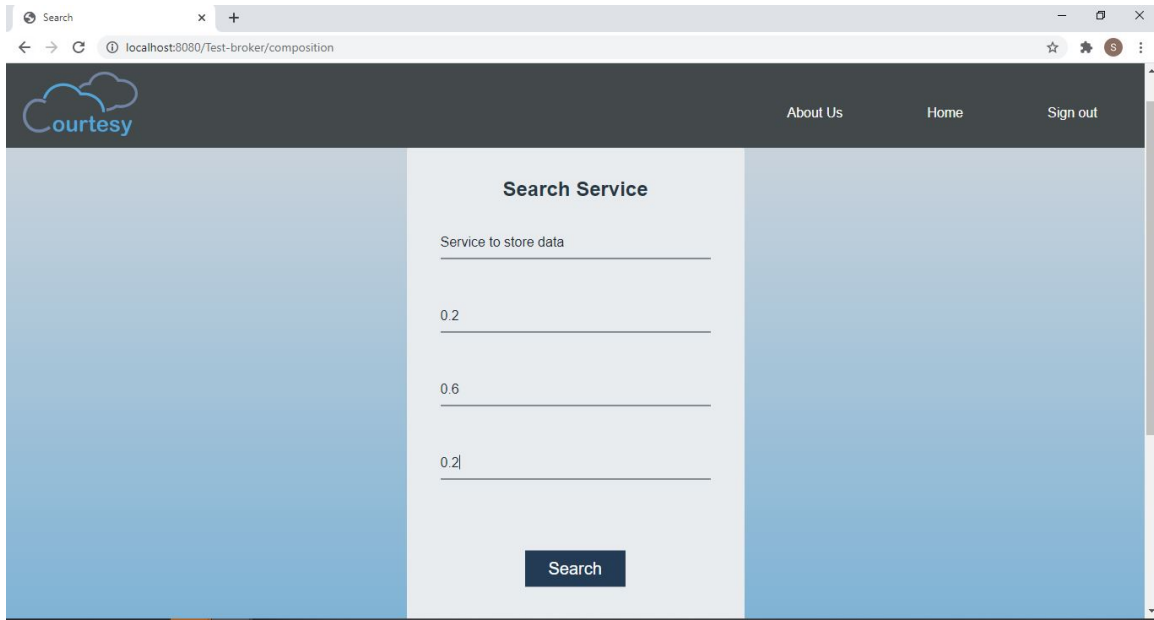 Search
localhost:8080/Test-broker/composition
S
Courtesy
About Us Home Sign out
Search Service
Service to store data
0.2
0.6
0.2
Search